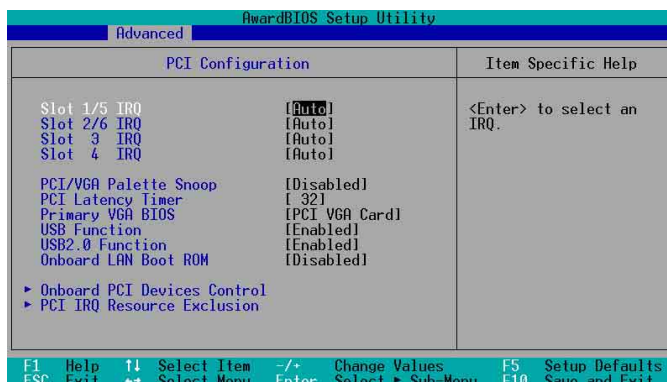 AwardBIOS Setup Utility
Advanced
PCI Configuration
Item Specific Help
Slot 1/5 IRQ [Auto]
Slot 2/6 IRQ [Auto]
Slot 3 IRQ [Auto]
Slot 4 IRQ [Auto]
<Enter> to select an
IRQ.
PCI/VGA Palette Snoop [Disabled]
PCI Latency Timer [ 32]
Primary VGA BIOS [PCI VGA Card]
USB Function [Enabled]
USB2.0 Function [Enabled]
Onboard LAN Boot ROM [Disabled]
► Onboard PCI Devices Control
► PCI IRQ Resource Exclusion
F1 Help ↑↓ Select Item -/+ Change Values F5 Setup Defaults
ESC Exit ↔ Select Menu Enter Select ► Sub-Menu F10 Save and Exit